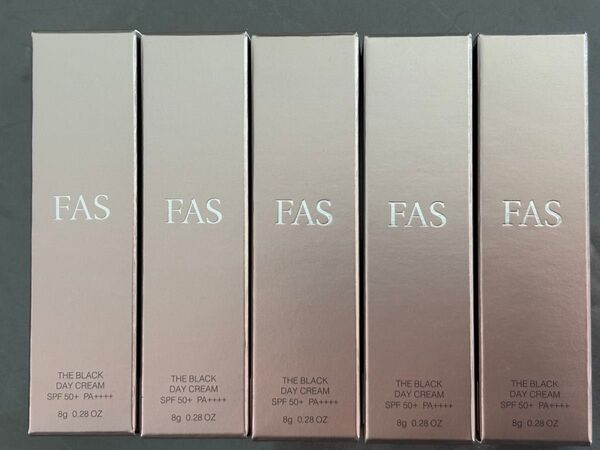 FAS
THE BLACK
DAY CREAM
SPF 50+ PA++++
8g 0.28 OZ
FAS
THE BLACK
DAY CREAM
SPF 50+ PA++++
8g 0.28 OZ
FAS
THE BLACK
DAY CREAM
SPF 50+ PA++++
8g 0.28 OZ
FAS
THE BLACK
DAY CREAM
SPF 50+ PA++++
8g 0.28 OZ
FAS
THE BLACK
DAY CREAM
SPF 50+ PA++++
8g 0.28 OZ